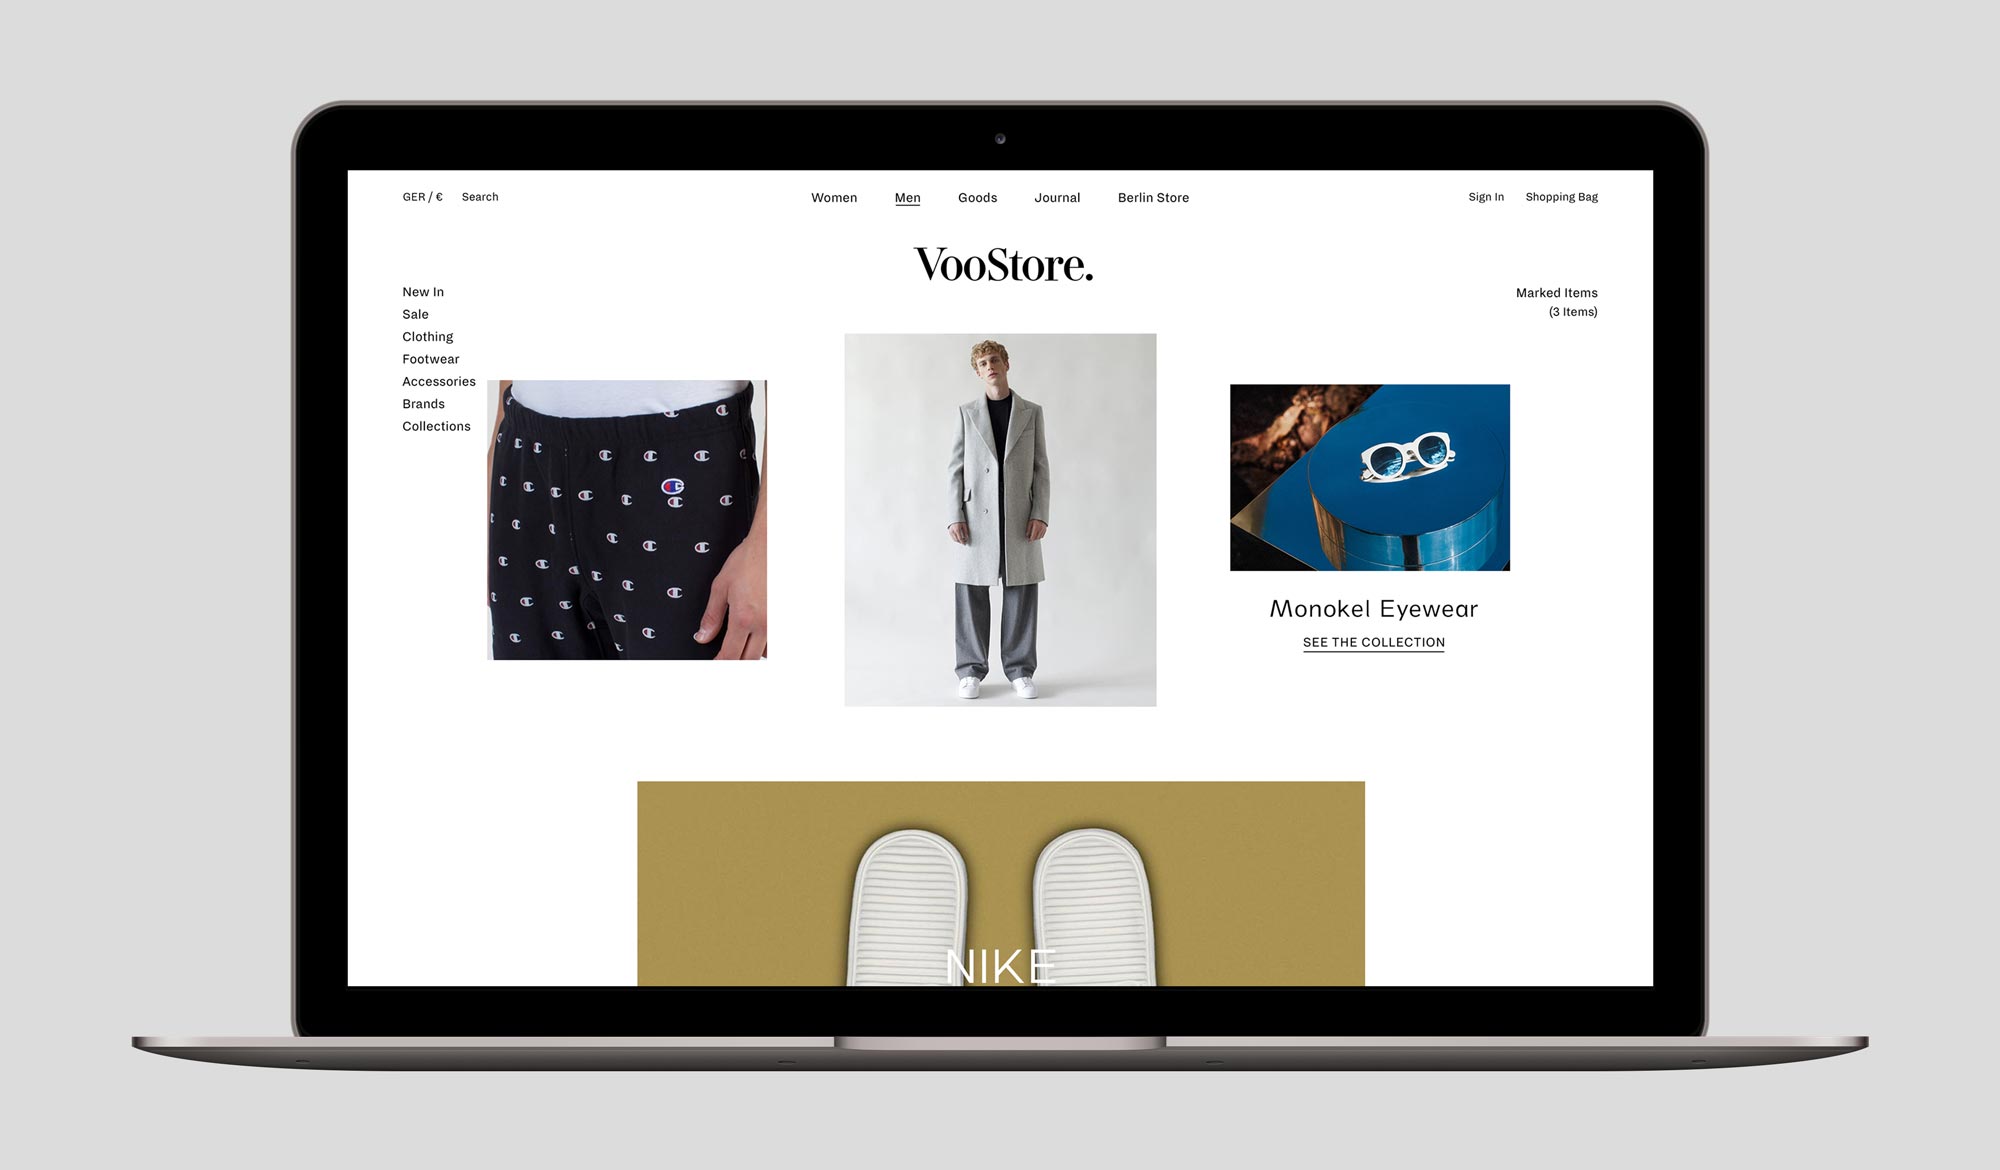 GER / €
Search
Women
Men
Goods
Journal
Berlin Store
Sign In
Shopping Bag
VooStore.
New In
Sale
Clothing
Footwear
Accessories
Brands
Collections
Marked Items
(3 Items)
Monokel Eyewear
SEE THE COLLECTION
NIKE